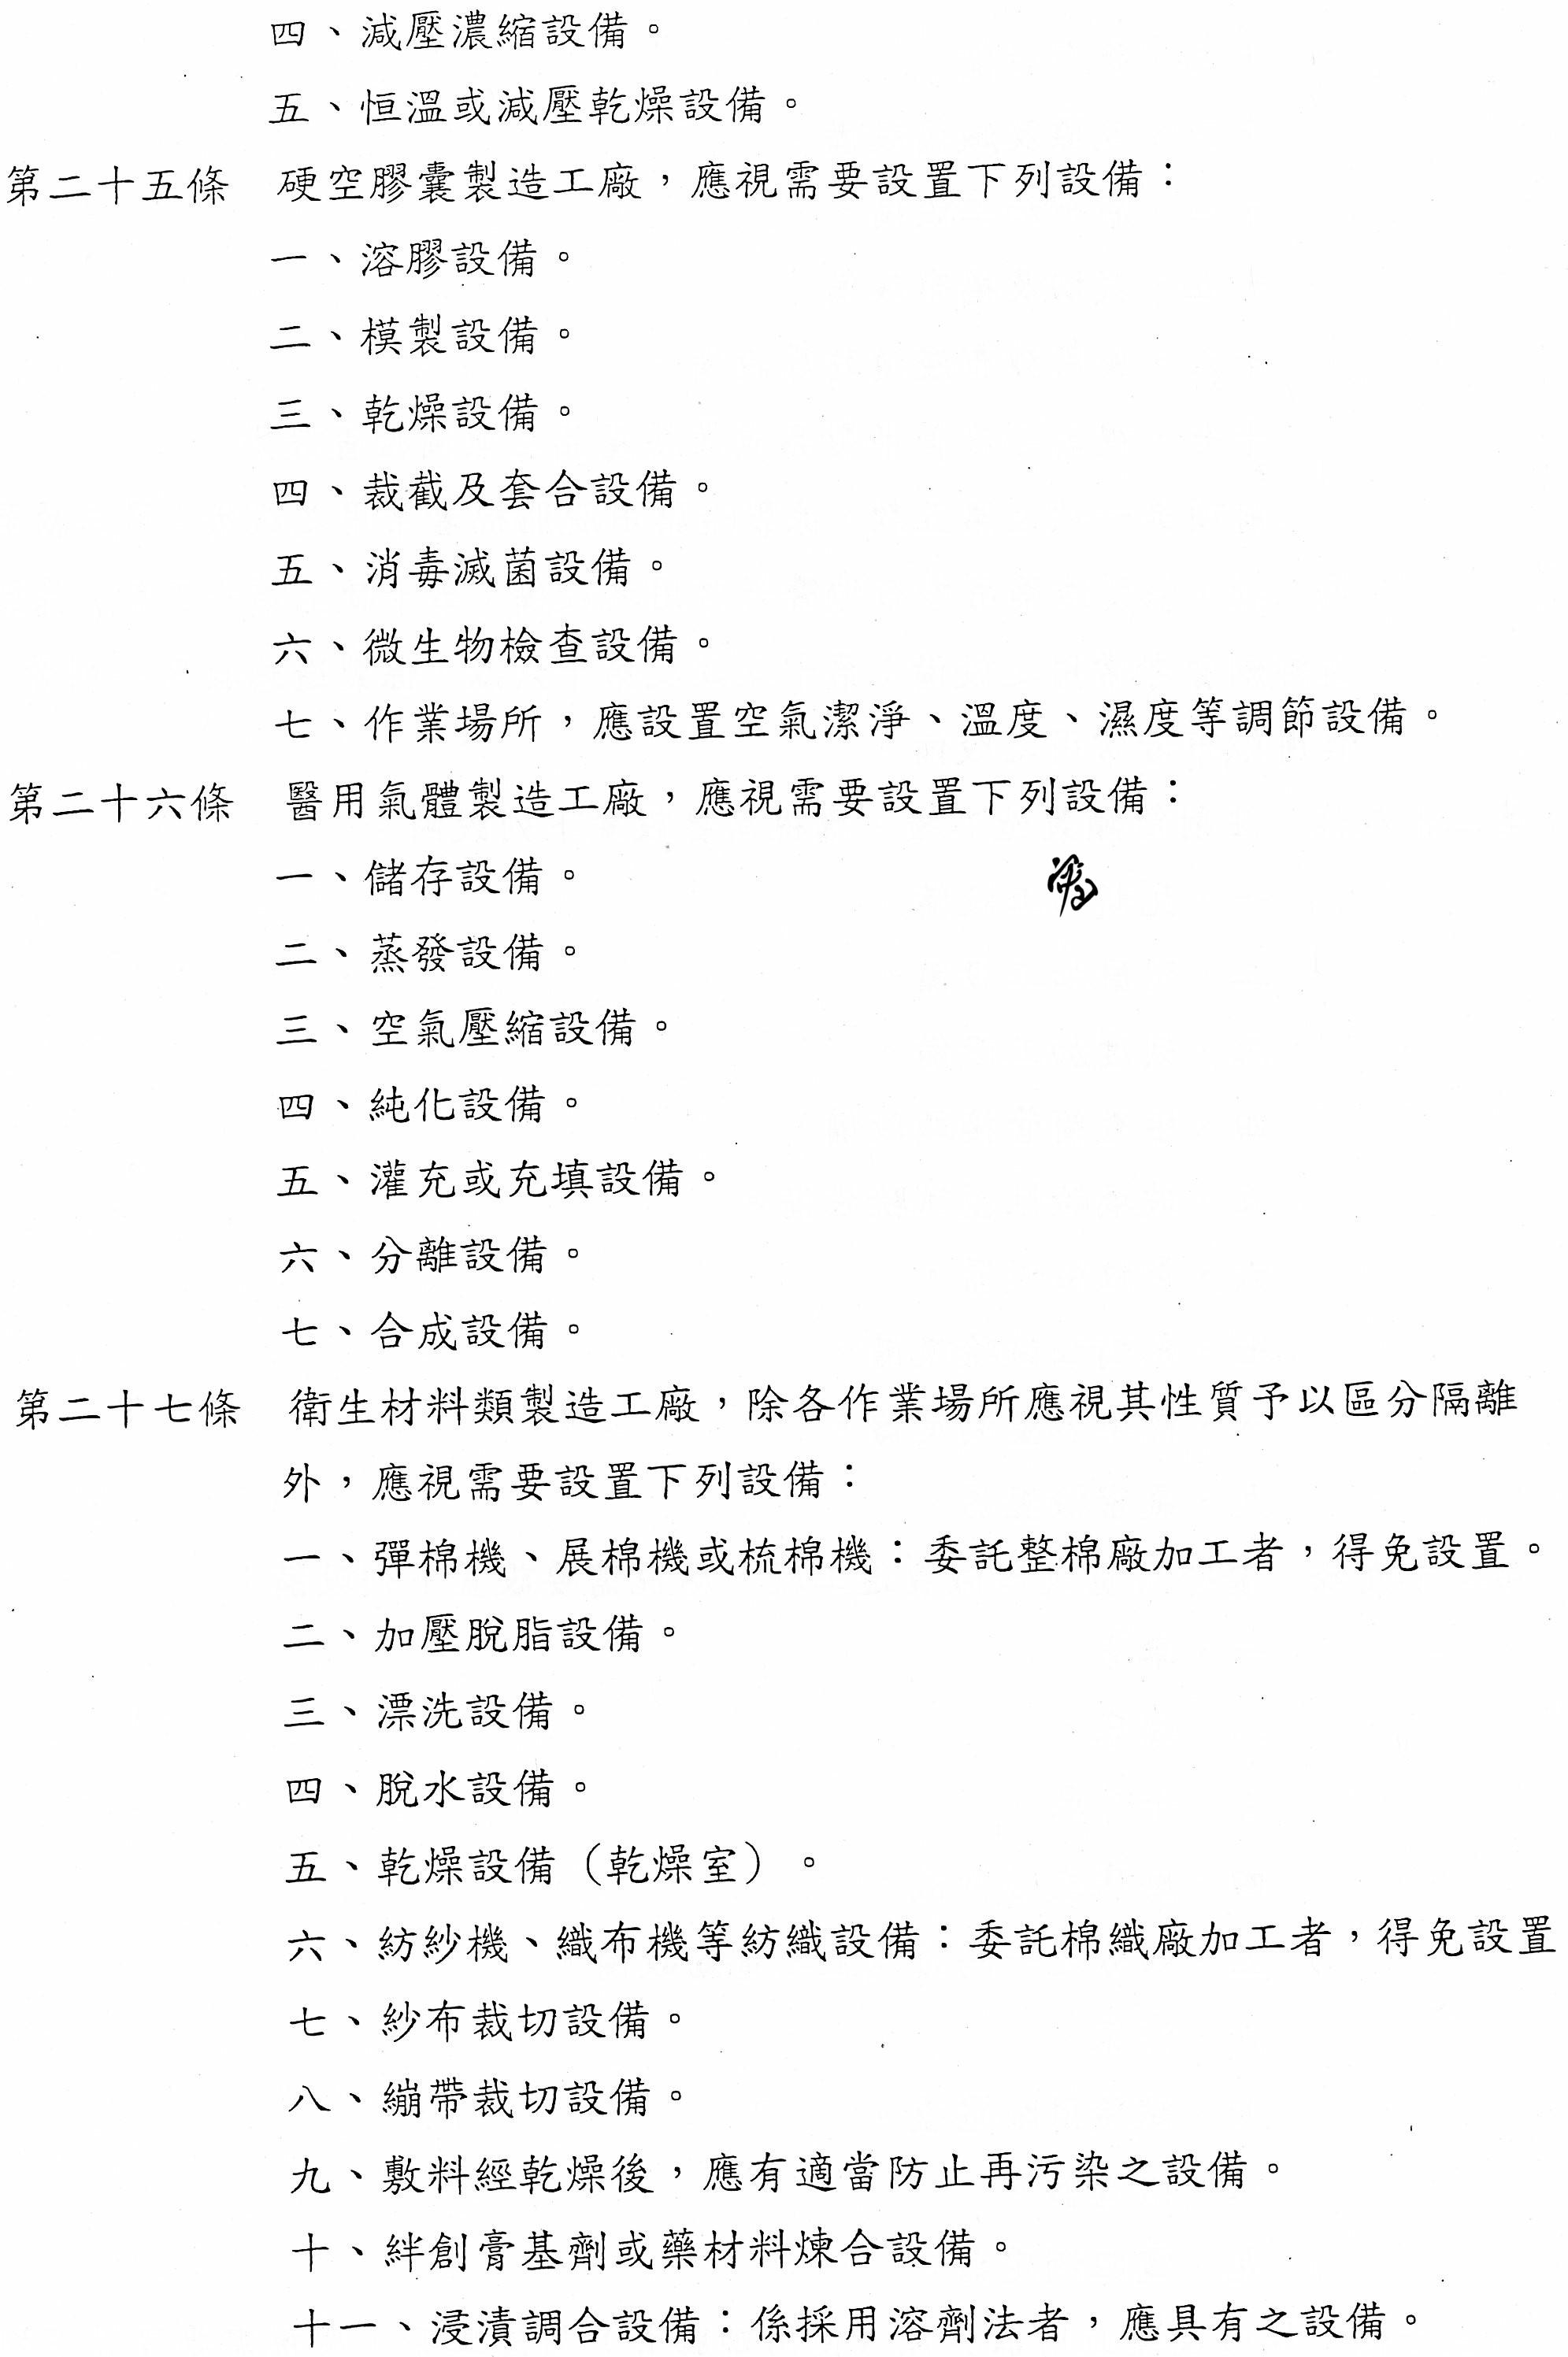 四、減壓濃縮設備。
五、恒溫或減壓乾燥設備。
第二十五條 硬空膠囊製造工廠，應視需要設置下列設備：
一、溶膠設備。
二、模製設備。
三、乾燥設備。
四、裁截及套合設備。
五、消毒滅菌設備。
六、微生物檢查設備。
七、作業場所，應設置空氣潔淨、溫度、濕度等調節設備。
第二十六條 醫用氣體製造工廠，應視需要設置下列設備：
一、儲存設備。
二、蒸發設備。
三、空氣壓縮設備。
四、純化設備。
五、灌充或充填設備。
六、分離設備。
七、合成設備。
第二十七條 衛生材料類製造工廠，除各作業場所應視其性質予以區分隔離
外，應視需要設置下列設備：
一、彈棉機、展棉機或梳棉機：委託整棉廠加工者，得免設置。
二、加壓脫脂設備。
三、漂洗設備。
四、脫水設備。
五、乾燥設備（乾燥室）。
六、紡紗機、織布機等紡織設備：委託棉織廠加工者，得免設置
七、紗布裁切設備。
八、繃帶裁切設備。
九、敷料經乾燥後，應有適當防止再污染之設備。
十、絆創膏基劑或藥材料煉合設備。
十一、浸漬調合設備：係採用溶劑法者，應具有之設備。